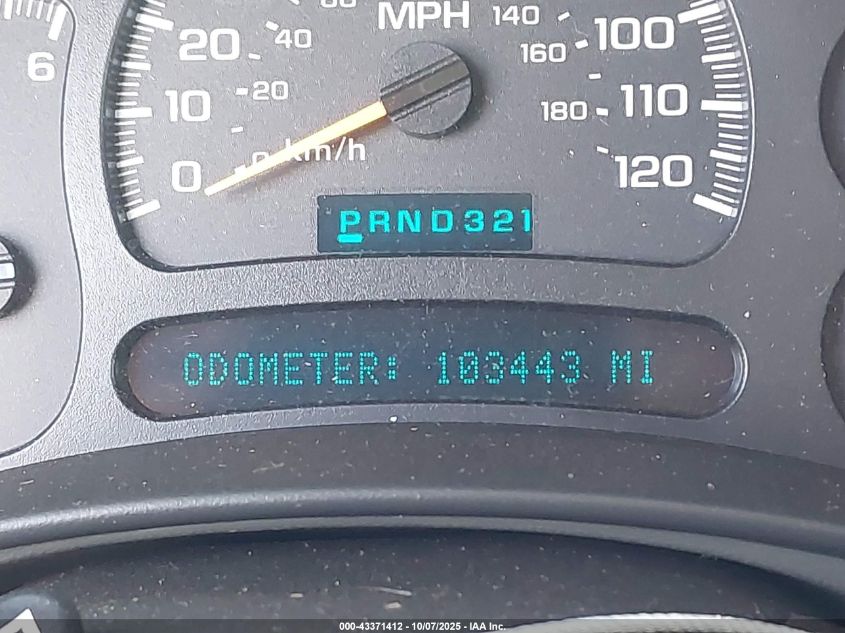 MPH 140
6 20 40 160 100
10 20 180 110
0 0 km/h 120
PRND321
ODOMETER: 103443 MI
000-43371412 - 10/07/2025 - IAA Inc.